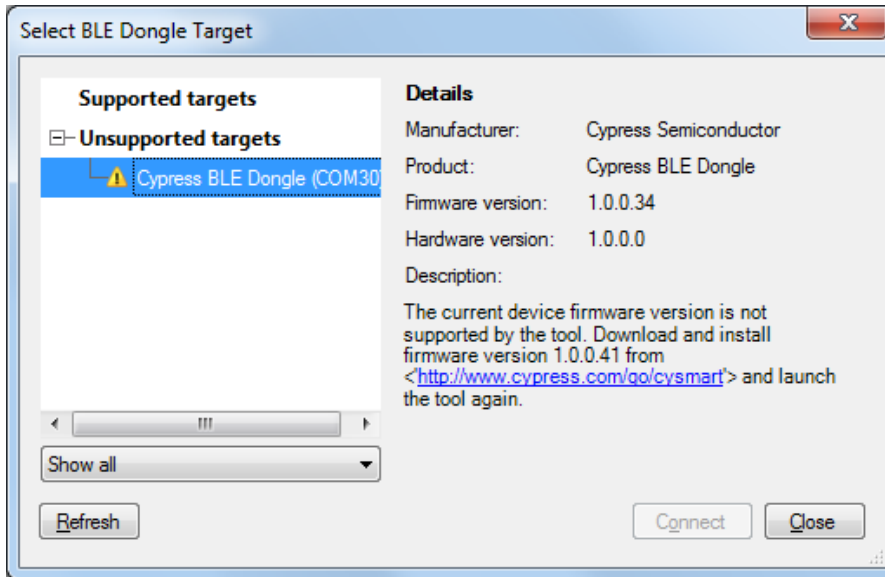 Select BLE Dongle Target
Supported targets
Unsupported targets
Cypress BLE Dongle (COM30)
Details
Manufacturer: Cypress Semiconductor
Product: Cypress BLE Dongle
Firmware version: 1.0.0.34
Hardware version: 1.0.0.0
Description:
The current device firmware version is not
supported by the tool. Download and install
firmware version 1.0.0.41 from
<'http://www.cypress.com/go/cysmart'> and launch
the tool again.
Show all
Refresh
Connect
Close